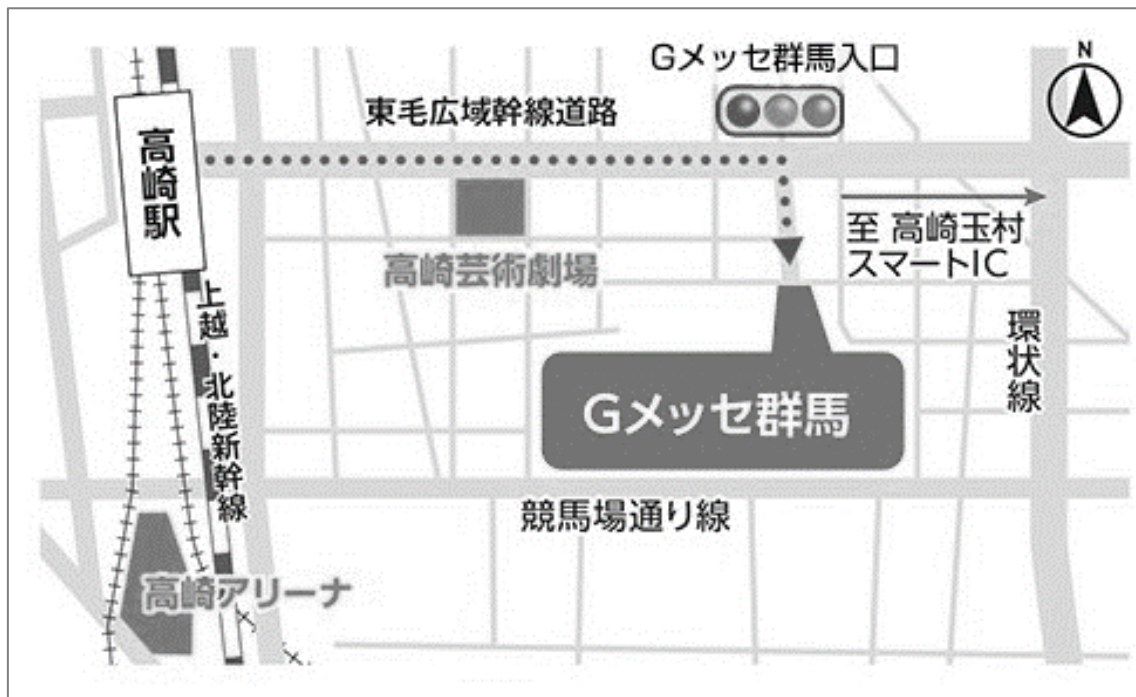 Gメッセ群馬入口
N
東毛広域幹線道路
高崎駅
至 高崎玉村
スマートIC
高崎芸術劇場
上越・北陸新幹線
環状線
Gメッセ群馬
競馬場通り線
高崎アリーナ